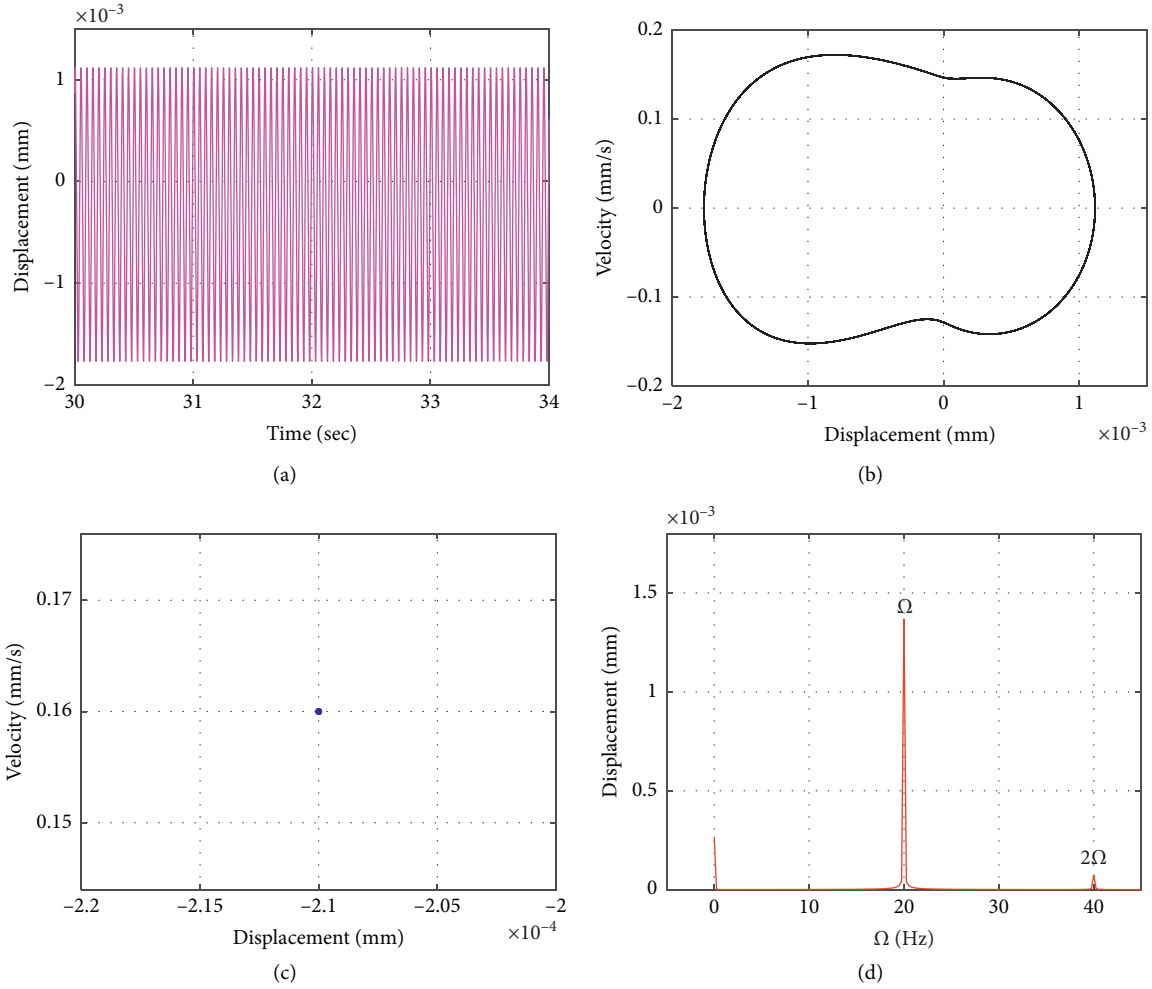 ×10–3
1
0
–1
–2
Displacement (mm)
30 31 32 33 34
Time (sec)
(a)
0.2
0.1
0
–0.1
–0.2
Velocity (mm/s)
–2 –1 0 1
Displacement (mm) ×10–3
(b)
0.17
0.16
0.15
Velocity (mm/s)
–2.2 –2.15 –2.1 –2.05 –2
Displacement (mm) ×10–4
(c)
×10–3
1.5
1
0.5
0
Displacement (mm)
Ω
2Ω
0 10 20 30 40
Ω (Hz)
(d)